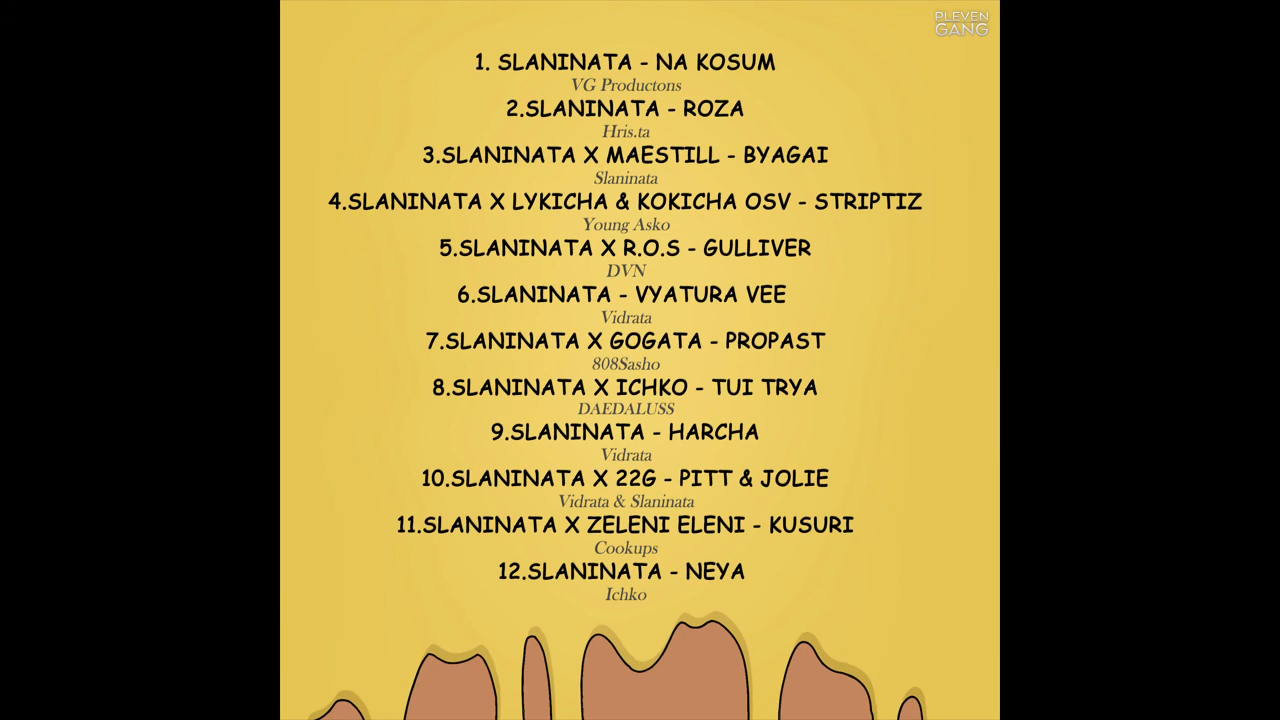 PLEVEN
GANG
1. SLANINATA - NA KOSUM
VG Productons
2.SLANINATA - ROZA
Hris.ta
3.SLANINATA X MAESTILL - BYAGAI
Slaninata
4.SLANINATA X LYKICHA & KOKICHA OSV - STRIPTIZ
Young Asko
5.SLANINATA X R.O.S - GULLIVER
DVN
6.SLANINATA - VYATURA VEE
Vidrata
7.SLANINATA X GOGATA - PROPAST
808Sasho
8.SLANINATA X ICHKO - TUI TRYA
DAEDALUSS
9.SLANINATA - HARCHA
Vidrata
10.SLANINATA X 22G - PITT & JOLIE
Vidrata & Slaninata
11.SLANINATA X ZELENI ELENI - KUSURI
Cookups
12.SLANINATA - NEYA
Ichko